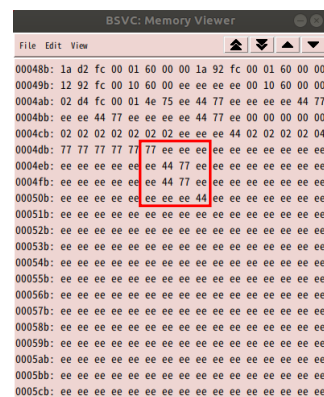 BSVC: Memory Viewer
File Edit View
00048b: 1a d2 fc 00 01 60 00 00 1a 92 fc 00 01 60 00 00
00049b: 12 92 fc 00 10 60 00 ee ee ee ee 00 10 60 00 00
0004ab: 02 d4 fc 00 01 4e 75 ee 44 77 ee ee ee ee 44 77
0004bb: ee ee 44 77 ee ee ee ee 44 77 ee 00 00 00 00 00
0004cb: 02 02 02 02 02 02 02 ee ee ee 44 02 02 02 02 04
0004db: 77 77 77 77 77 77 ee ee ee ee ee ee ee ee ee ee
0004eb: ee ee ee ee ee ee 44 77 ee ee ee ee ee ee ee ee
0004fb: ee ee ee ee ee ee 44 77 ee ee ee ee ee ee ee ee
00050b: ee ee ee ee ee ee ee ee 44 ee ee ee ee ee ee ee
00051b: ee ee ee ee ee ee ee ee ee ee ee ee ee ee ee ee
00052b: ee ee ee ee ee ee ee ee ee ee ee ee ee ee ee ee
00053b: ee ee ee ee ee ee ee ee ee ee ee ee ee ee ee ee
00054b: ee ee ee ee ee ee ee ee ee ee ee ee ee ee ee ee
00055b: ee ee ee ee ee ee ee ee ee ee ee ee ee ee ee ee
00056b: ee ee ee ee ee ee ee ee ee ee ee ee ee ee ee ee
00057b: ee ee ee ee ee ee ee ee ee ee ee ee ee ee ee ee
00058b: ee ee ee ee ee ee ee ee ee ee ee ee ee ee ee ee
00059b: ee ee ee ee ee ee ee ee ee ee ee ee ee ee ee ee
0005ab: ee ee ee ee ee ee ee ee ee ee ee ee ee ee ee ee
0005bb: ee ee ee ee ee ee ee ee ee ee ee ee ee ee ee ee
0005cb: ee ee ee ee ee ee ee ee ee ee ee ee ee ee ee ee